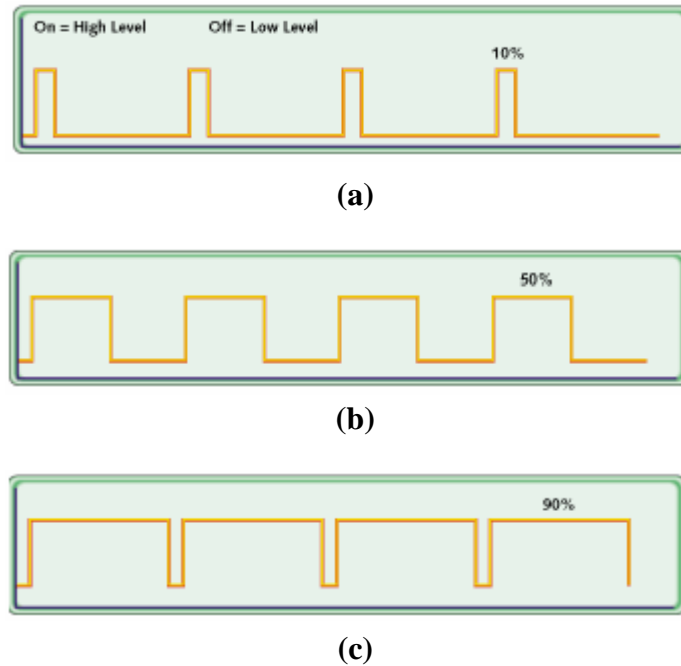 On = High Level Off = Low Level
10%
(a)
50%
(b)
90%
(c)